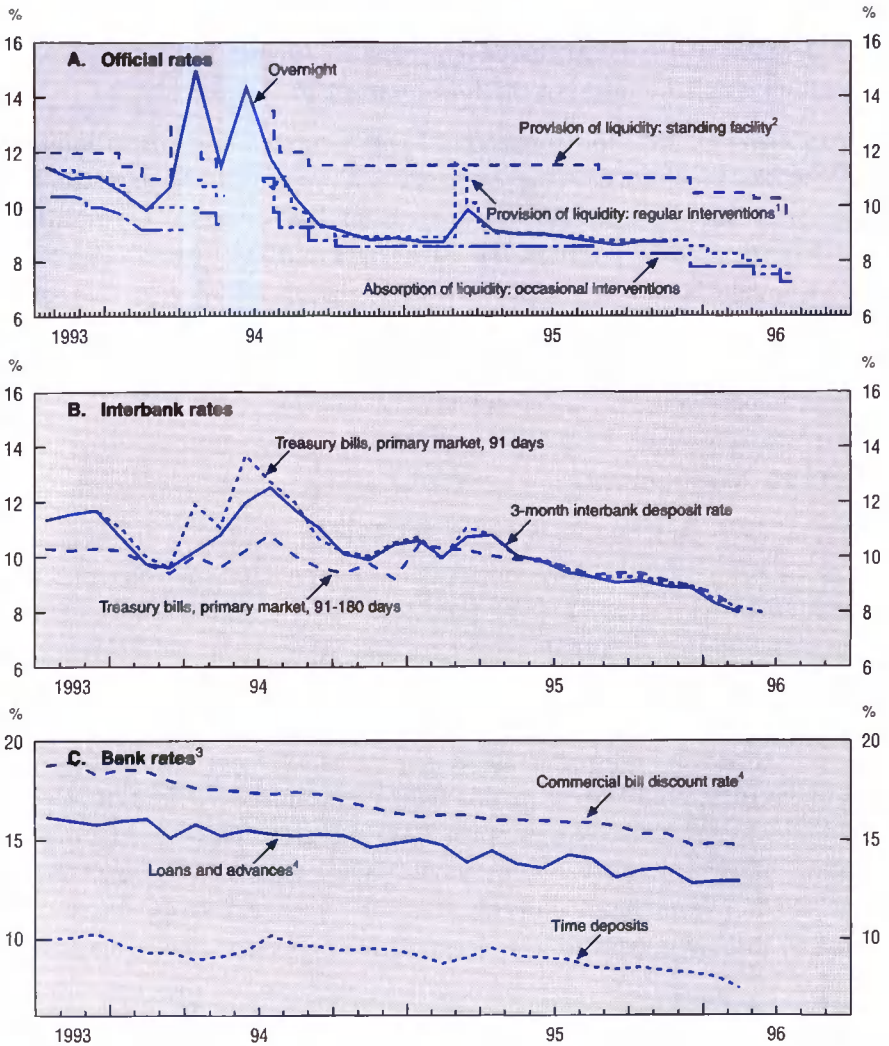 % %
16 16
A. Official rates
Overnight
14 14
Provision of liquidity: standing facility2
12 12
10 10
Provision of liquidity: regular interventions1
8 8
Absorption of liquidity: occasional interventions
6 6
1993 94 95 96
% %
16 16
B. Interbank rates
14 14
Treasury bills, primary market, 91 days
12 12
3-month interbank desposit rate
10 10
Treasury bills, primary market, 91-180 days
8 8
6 6
1993 94 95 96
% %
20 20
C. Bank rates3
Commercial bill discount rate4
15 15
Loans and advances4
Time deposits
10 10
1993 94 95 96